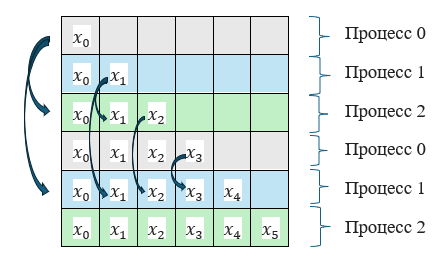 x₀ Процесс 0
x₀ x₁ Процесс 1
x₀ x₁ x₂ Процесс 2
x₀ x₁ x₂ x₃ Процесс 0
x₀ x₁ x₂ x₃ x₄ Процесс 1
x₀ x₁ x₂ x₃ x₄ x₅ Процесс 2